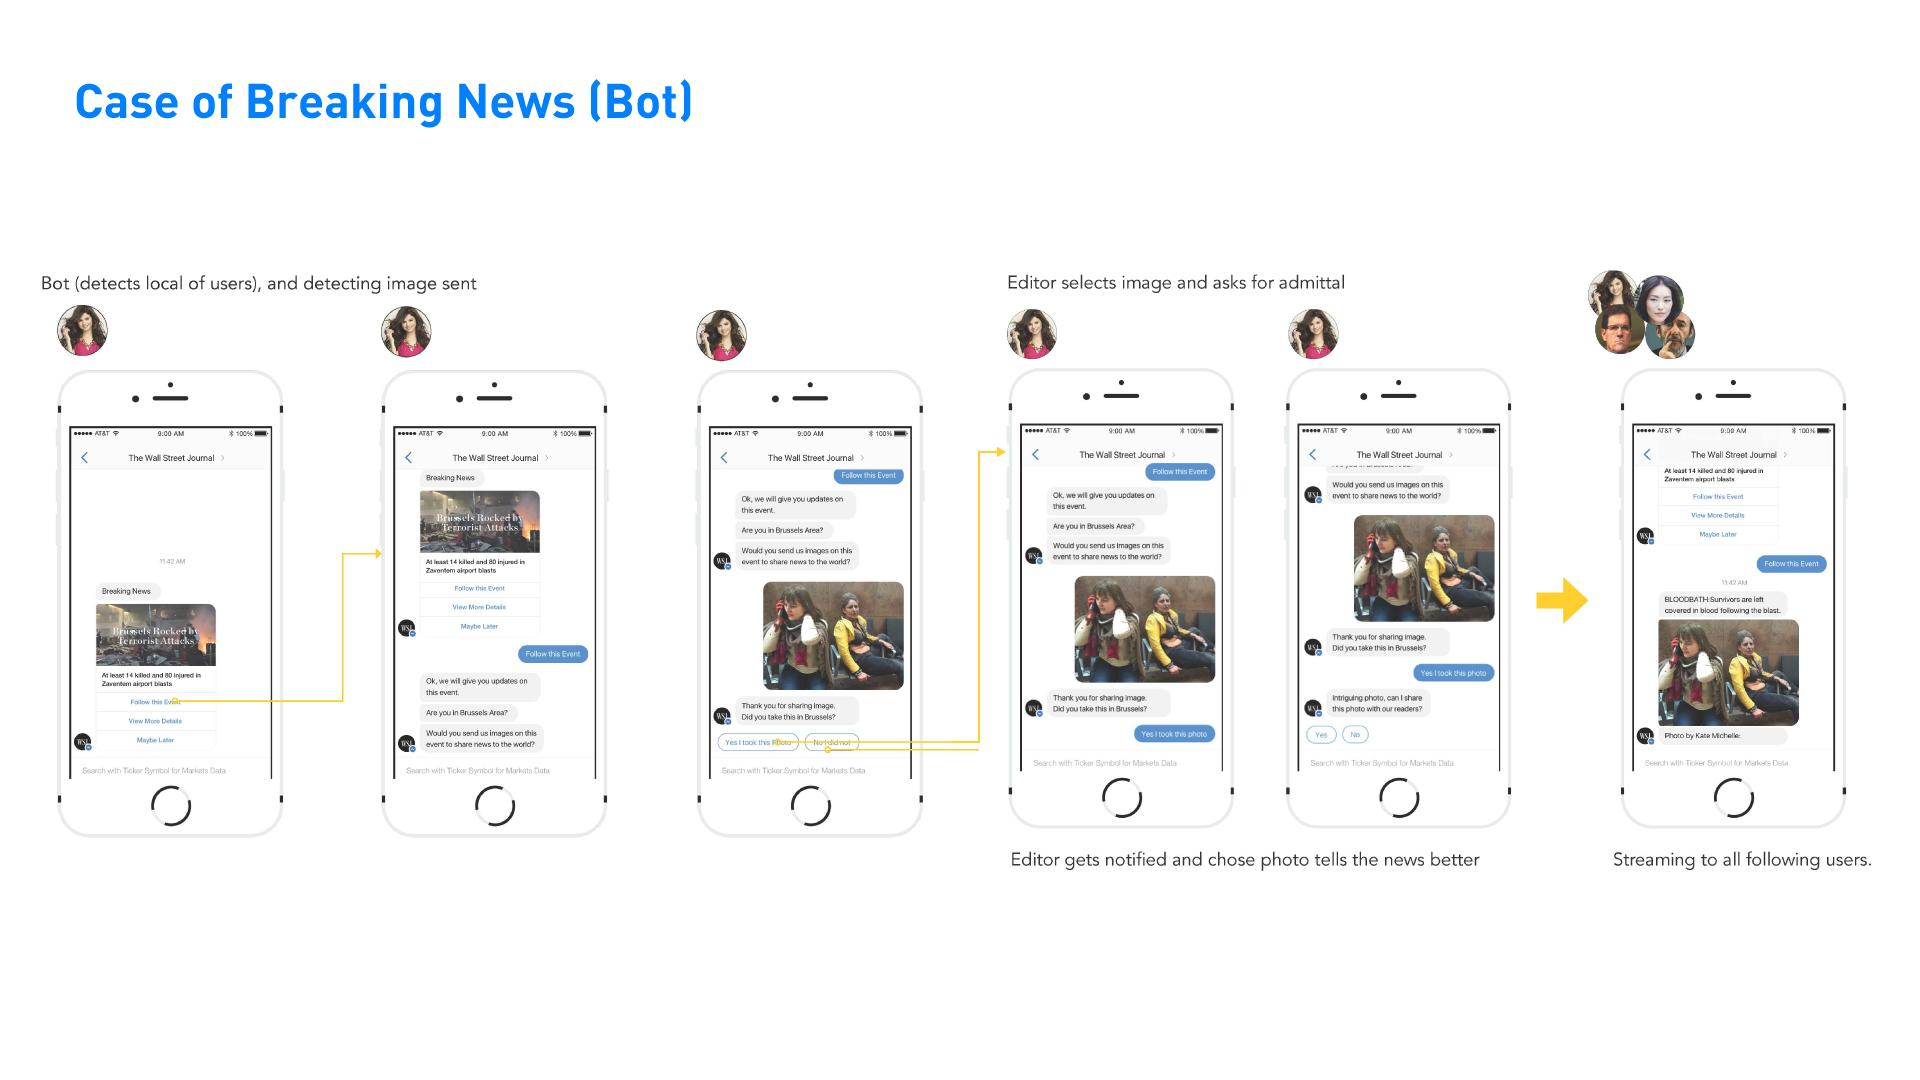 Case of Breaking News (Bot)
Bot (detects local of users), and detecting image sent
AT&T
9:00 AM
100%
The Wall Street Journal
11:42 AM
Breaking News
Brussels Rocked by
Terrorist Attacks
At least 14 killed and 80 injured in
Zaventem airport blasts
Follow this Event
View More Details
Maybe Later
WSJ
Search with Ticker Symbol for Markets Data
AT&T
9:00 AM
100%
The Wall Street Journal
Breaking News
Brussels Rocked by
Terrorist Attacks
At least 14 killed and 80 injured in
Zaventem airport blasts
Follow this Event
View More Details
Maybe Later
WSJ
Follow this Event
Ok, we will give you updates on
this event.
Are you in Brussels Area?
Would you send us images on this
event to share news to the world?
WSJ
Search with Ticker Symbol for Markets Data
AT&T
9:00 AM
100%
The Wall Street Journal
Follow this Event
Ok, we will give you updates on
this event.
Are you in Brussels Area?
Would you send us images on this
event to share news to the world?
WSJ
Thank you for sharing image.
Did you take this in Brussels?
WSJ
Yes I took this Photo
No I did not
Search with Ticker Symbol for Markets Data
Editor selects image and asks for admittal
AT&T
9:00 AM
100%
The Wall Street Journal
Follow this Event
Ok, we will give you updates on
this event.
Are you in Brussels Area?
Would you send us images on this
event to share news to the world?
WSJ
Thank you for sharing image.
Did you take this in Brussels?
WSJ
Yes I took this photo
Search with Ticker Symbol for Markets Data
AT&T
9:00 AM
100%
The Wall Street Journal
Would you send us images on this
event to share news to the world?
WSJ
Thank you for sharing image.
Did you take this in Brussels?
WSJ
Yes I took this photo
Intriguing photo, can I share
this photo with our readers?
WSJ
Yes
No
Search with Ticker Symbol for Markets Data
Editor gets notified and chose photo tells the news better
AT&T
9:00 AM
100%
The Wall Street Journal
At least 14 killed and 80 injured in
Zaventem airport blasts
Follow this Event
View More Details
Maybe Later
WSJ
Follow this Event
11:42 AM
BLOODBATH:Survivors are left
covered in blood following the blast.
WSJ
Photo by Kate Michelle:
Search with Ticker Symbol for Markets Data
Streaming to all following users.